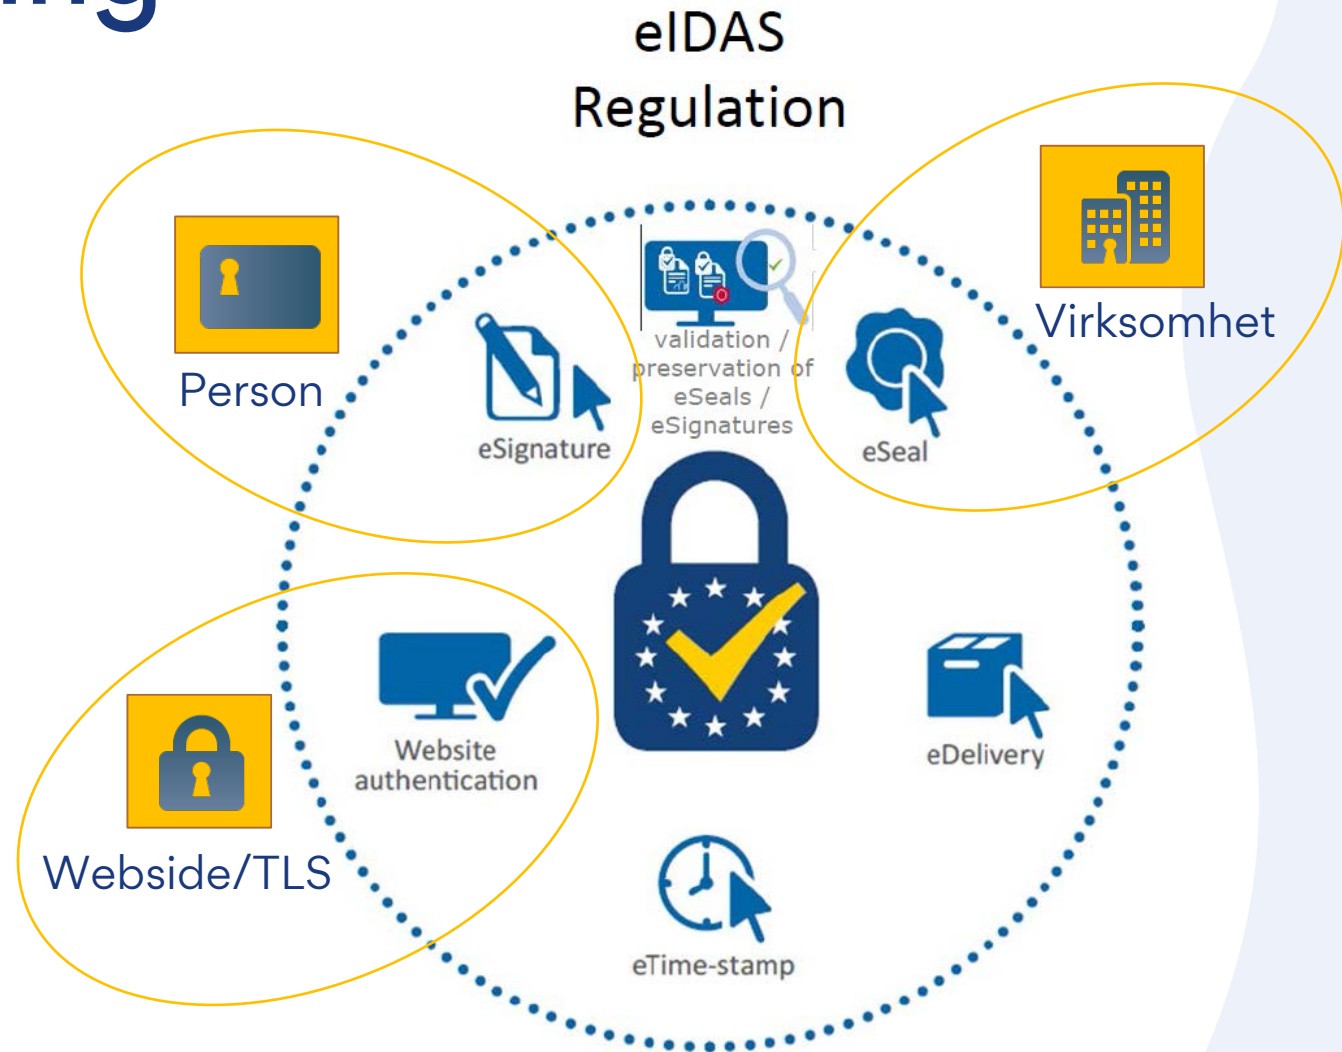 eIDAS
Regulation
Person
Virksomhet
validation /
preservation of
eSeals /
eSignatures
eSignature
eSeal
Website
authentication
eDelivery
Webside/TLS
eTime-stamp